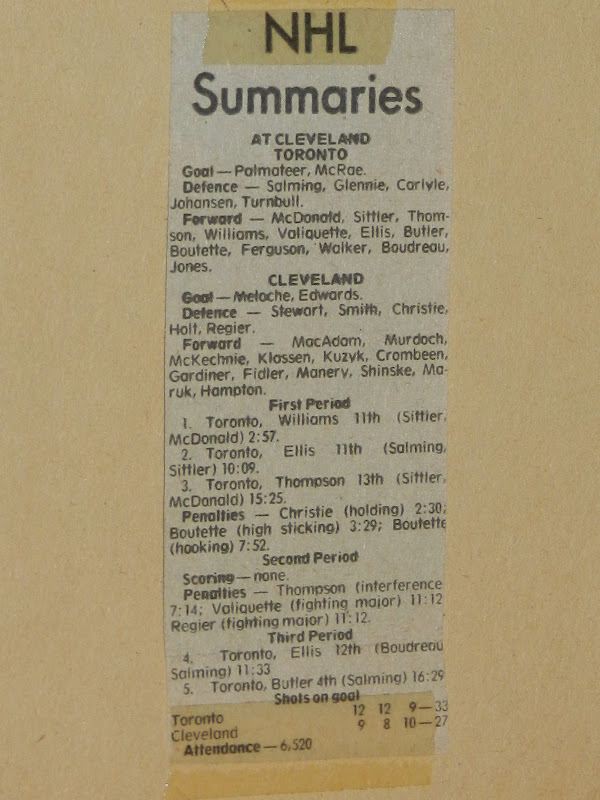 NHL
Summaries
AT CLEVELAND
TORONTO
Goal — Palmateer, McRae.
Defence — Salming, Glennie, Carlyle,
Johansen, Turnbull.
Forward — McDonald, Sittler, Thom-
son, Williams, Valiquette, Ellis, Butler,
Boutette, Ferguson, Walker, Boudreau,
Jones.
CLEVELAND
Goal — Meloche, Edwards.
Defence — Stewart, Smith, Christie,
Holt, Regier.
Forward — MacAdam, Murdoch,
McKechnie, Klassen, Kuzyk, Crombeen,
Gardiner, Fidler, Manery, Shinske, Ma-
ruk, Hampton.
First Period
1. Toronto, Williams 11th (Sittler,
McDonald) 2:57.
2. Toronto, Ellis 11th (Salming,
Sittler) 10:09.
3. Toronto, Thompson 13th (Sittler,
McDonald) 15:25.
Penalties — Christie (holding) 2:30;
Boutette (high sticking) 3:29; Boutette
(hooking) 7:52.
Second Period
Scoring — none.
Penalties — Thompson (interference
7:14; Valiquette (fighting major) 11:12
Regier (fighting major) 11:12.
Third Period
4. Toronto, Ellis 12th (Boudreau
Salming) 11:33
5. Toronto, Butler 4th (Salming) 16:29
Shots on goal
Toronto 12 12 9—33
Cleveland 9 8 10—27
Attendance — 6,520